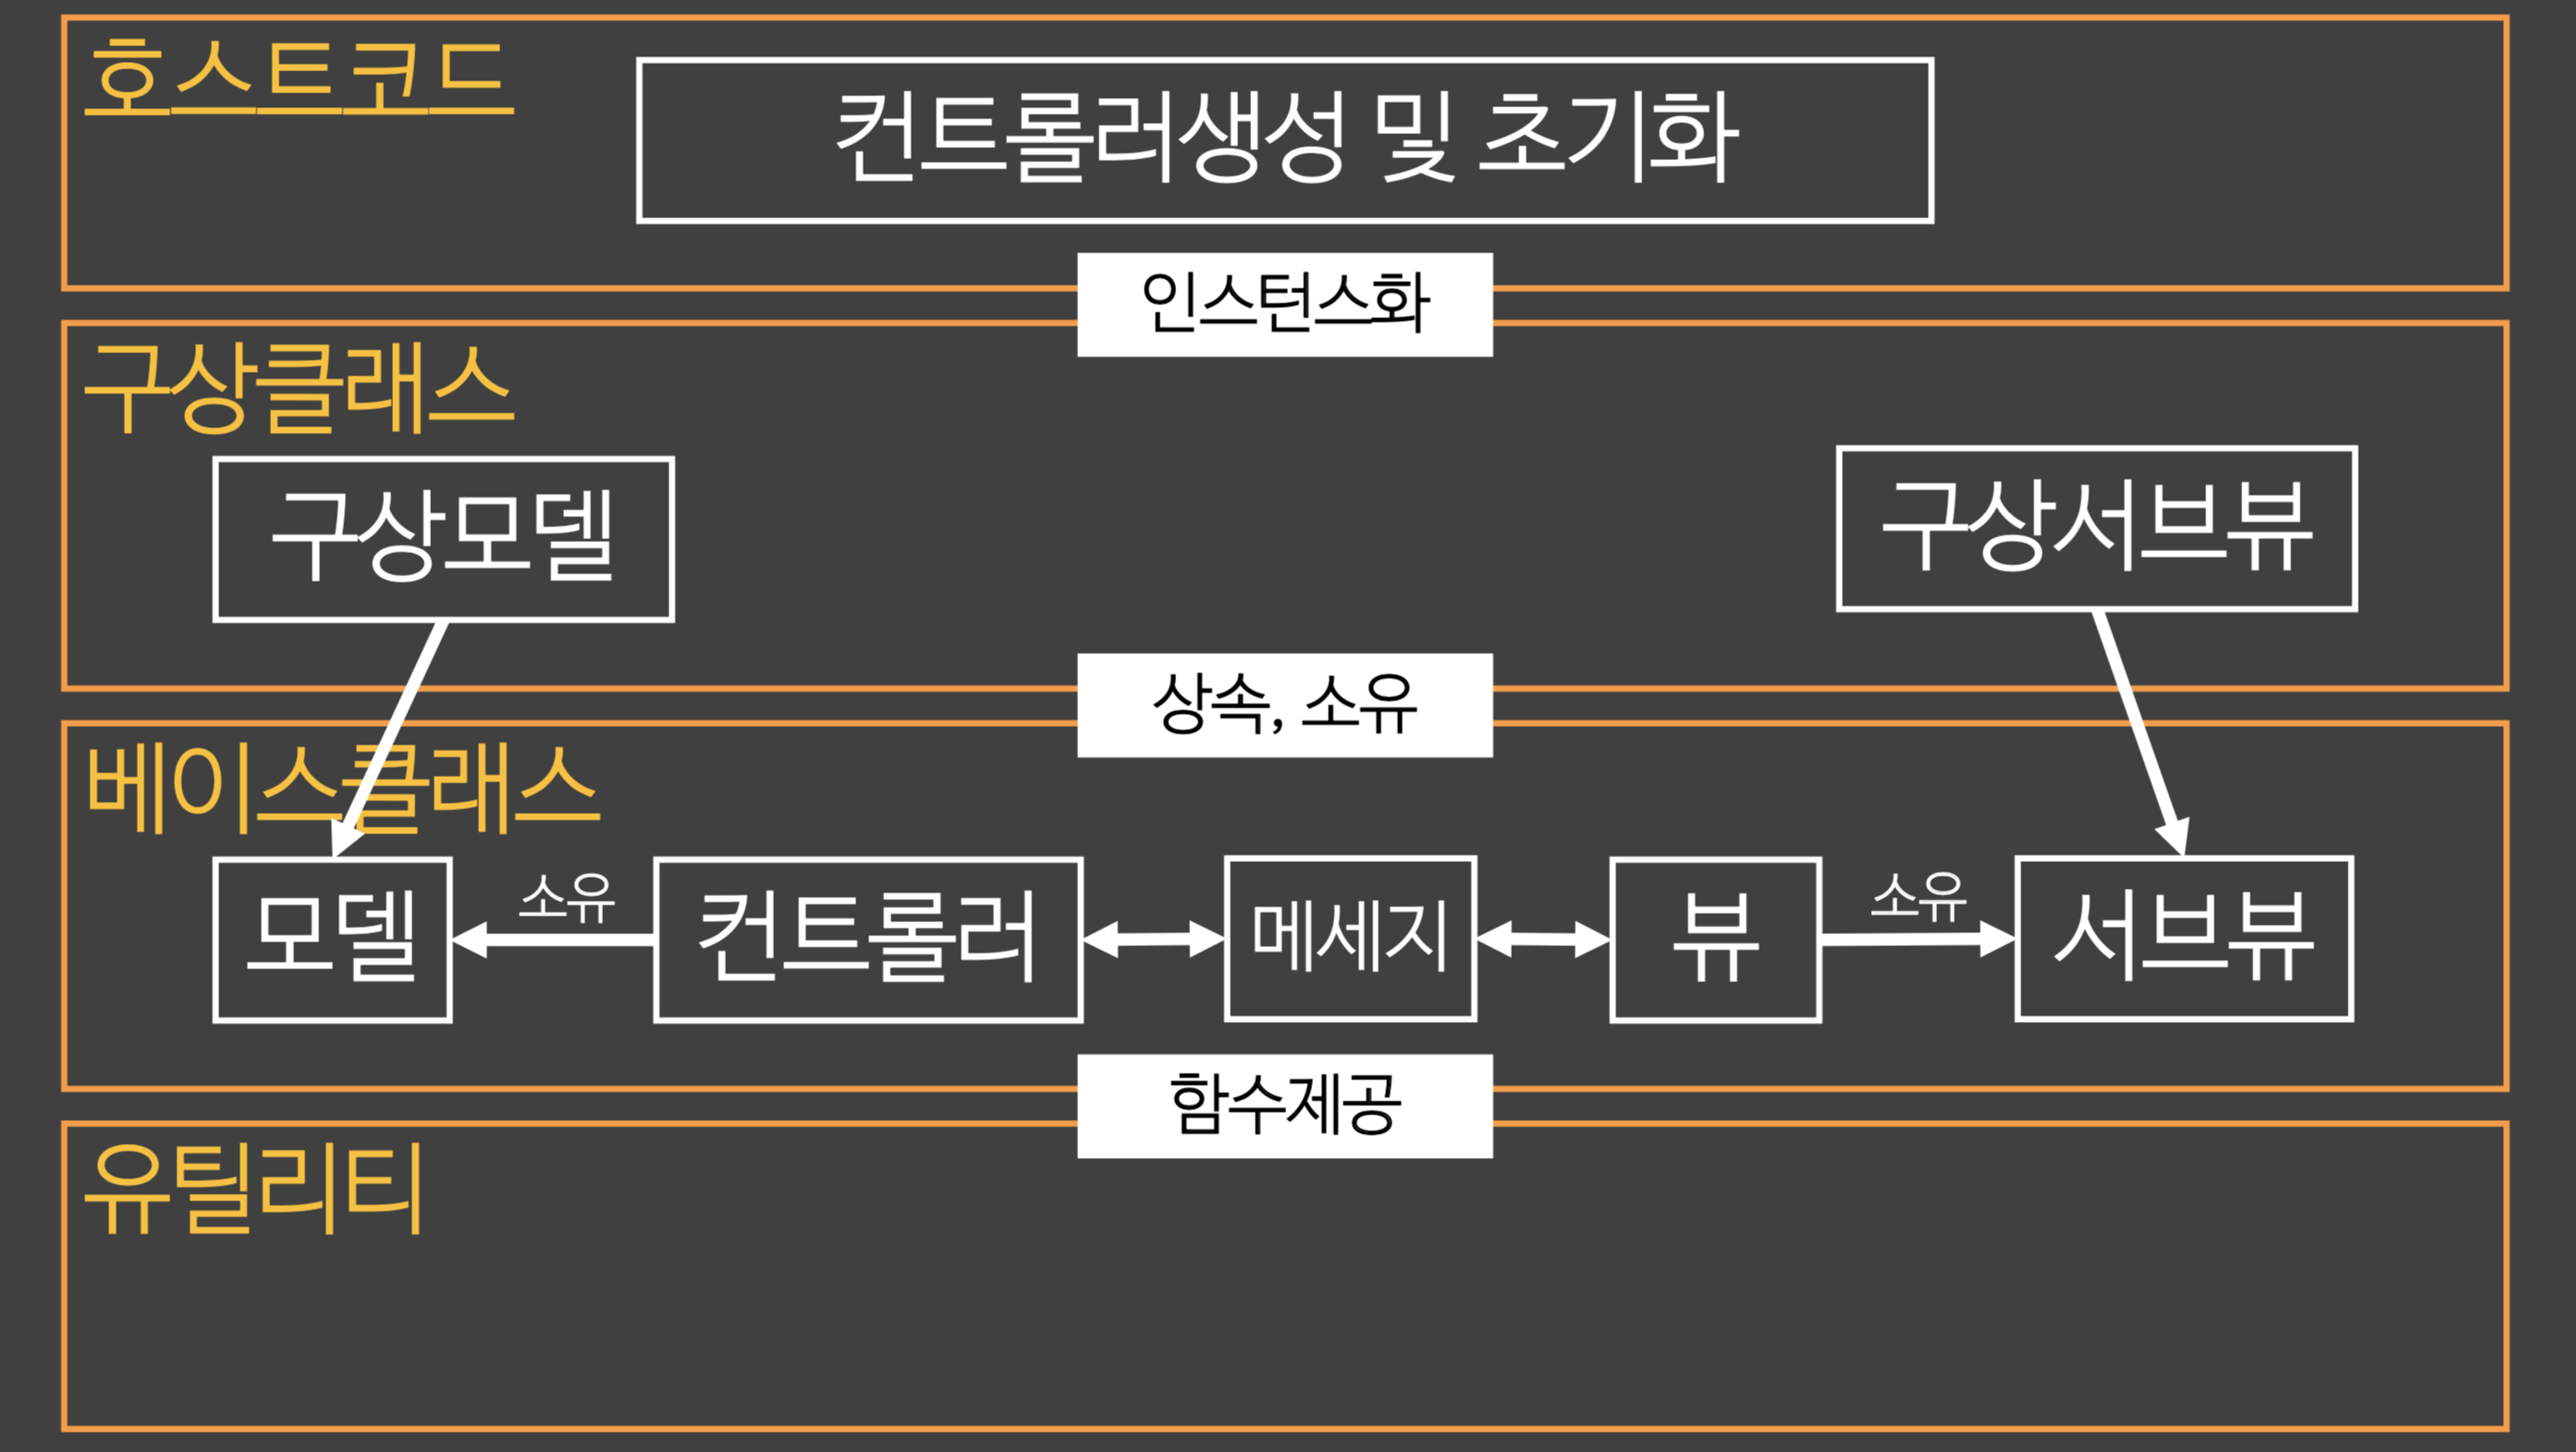 호스트코드
컨트롤러생성 및 초기화
인스턴스화
구상클래스
구상모델
구상서브뷰
상속, 소유
베이스클래스
모델
소유
컨트롤러
메세지
뷰
소유
서브뷰
함수제공
유틸리티